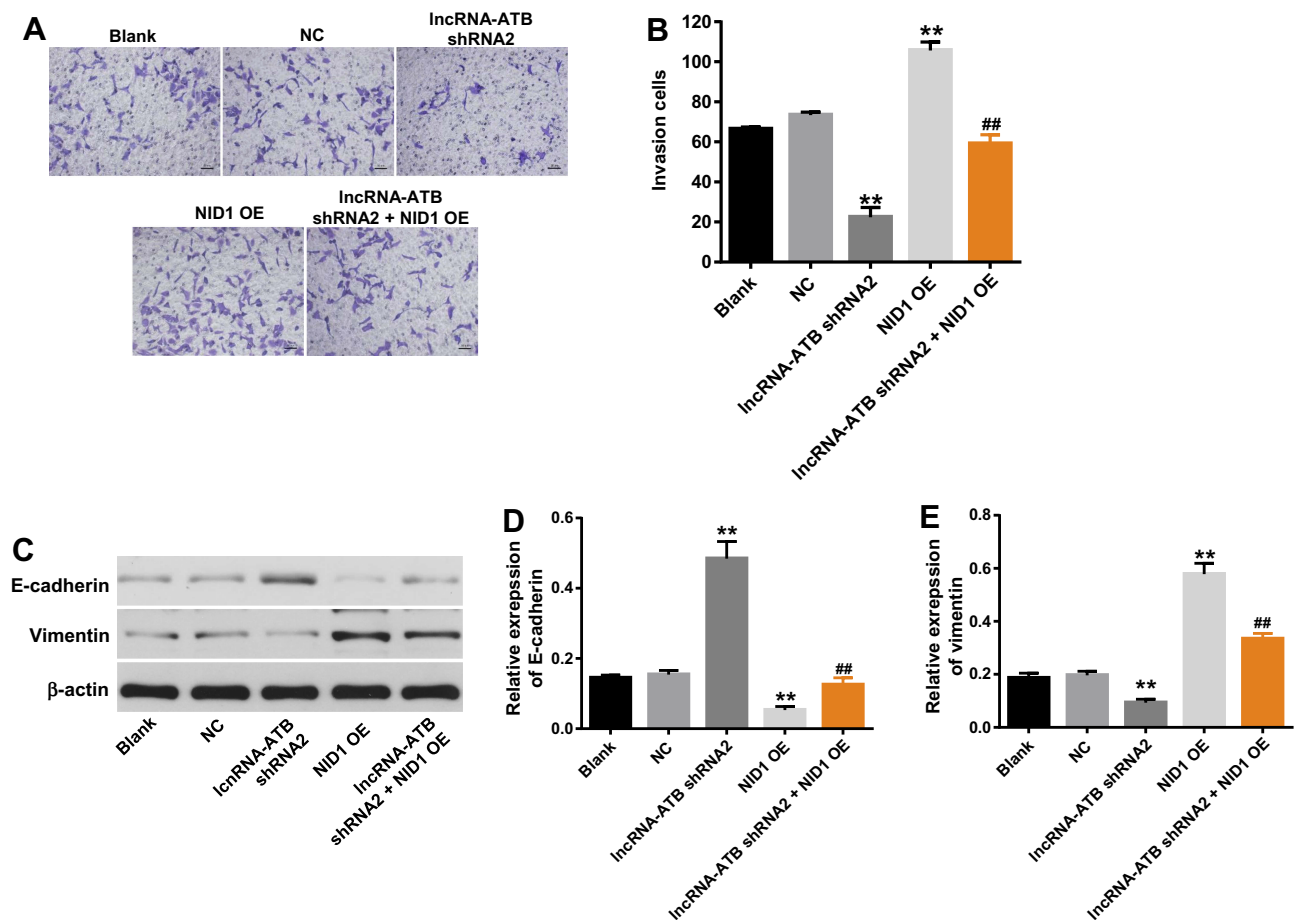 A
Blank
NC
lncRNA-ATB
shRNA2
NID1 OE
lncRNA-ATB
shRNA2 + NID1 OE
B
Invasion cells
120
100
80
60
40
20
0
**
**
##
Blank
NC
lncRNA-ATB shRNA2
NID1 OE
lncRNA-ATB shRNA2 + NID1 OE
C
E-cadherin
Vimentin
β-actin
Blank
NC
lcnRNA-ATB
shRNA2
NID1 OE
lncRNA-ATB
shRNA2 + NID1 OE
D
Relative exrepssion
of E-cadherin
0.6
0.4
0.2
0.0
**
**
##
Blank
NC
lncRNA-ATB shRNA2
NID1 OE
lncRNA-ATB shRNA2 + NID1 OE
E
Relative exrepssion
of vimentin
0.8
0.6
0.4
0.2
0.0
**
**
##
Blank
NC
lncRNA-ATB shRNA2
NID1 OE
lncRNA-ATB shRNA2 + NID1 OE